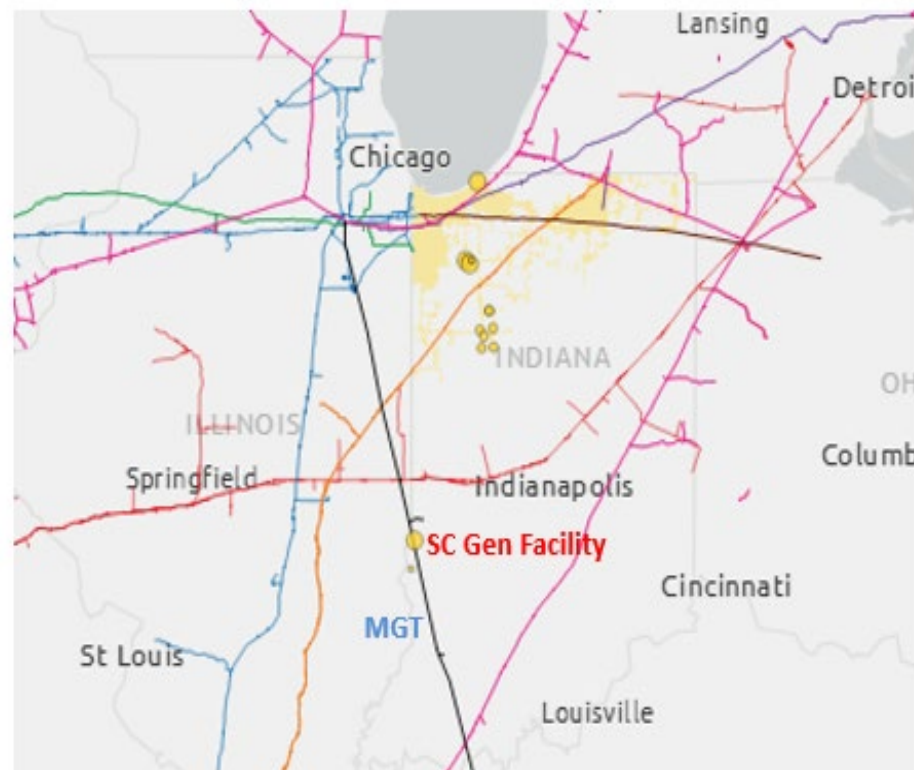 Lansing
Detroi
Chicago
INDIANA
OH
ILLINOIS
Columb
Springfield
Indianapolis
SC Gen Facility
Cincinnati
MGT
St Louis
Louisville